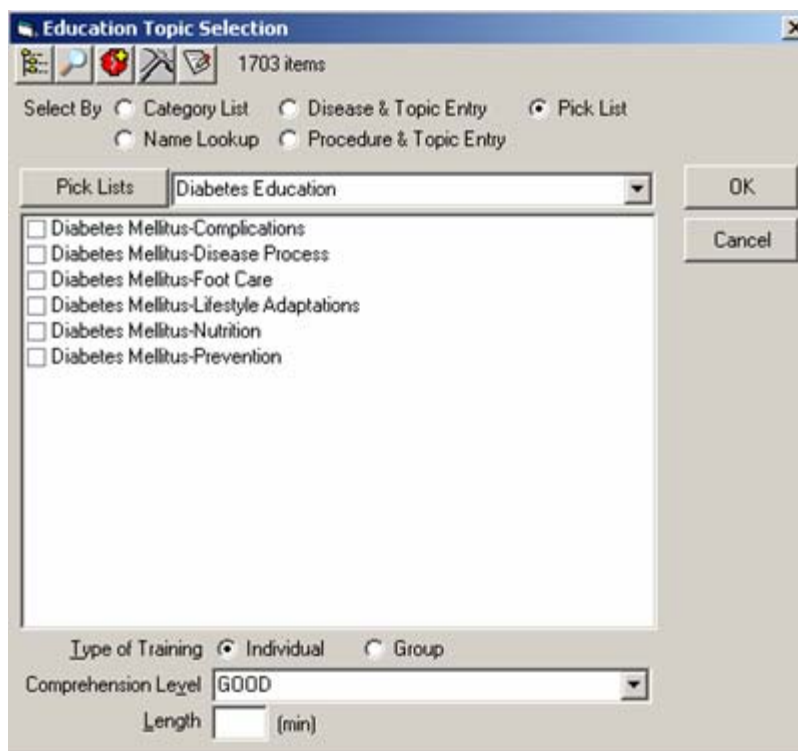 Education Topic Selection
1703 items
Select By Category List Disease & Topic Entry Pick List
Name Lookup Procedure & Topic Entry
Pick Lists Diabetes Education OK
Cancel
Diabetes Mellitus-Complications
Diabetes Mellitus-Disease Process
Diabetes Mellitus-Foot Care
Diabetes Mellitus-Lifestyle Adaptations
Diabetes Mellitus-Nutrition
Diabetes Mellitus-Prevention
Type of Training Individual Group
Comprehension Level GOOD
Length (min)